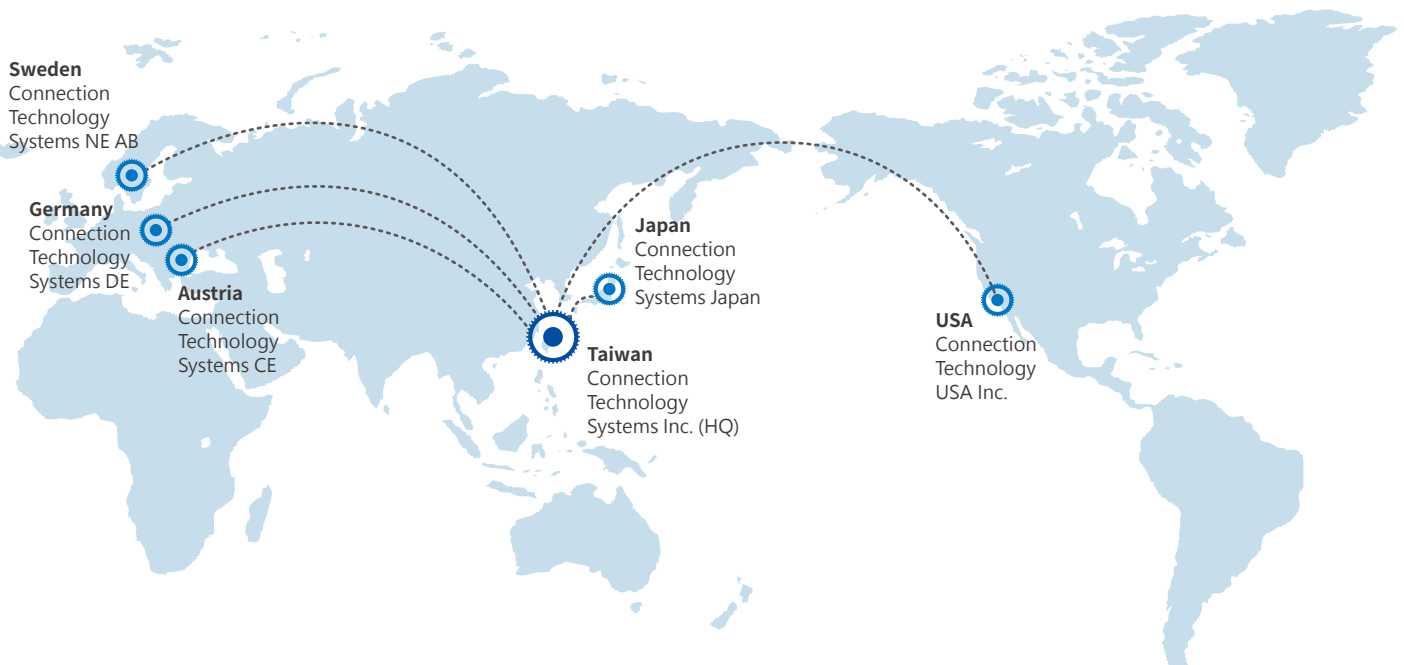 Sweden
Connection
Technology
Systems NE AB
Germany
Connection
Technology
Systems DE
Austria
Connection
Technology
Systems CE
Japan
Connection
Technology
Systems Japan
Taiwan
Connection
Technology
Systems Inc. (HQ)
USA
Connection
Technology
USA Inc.